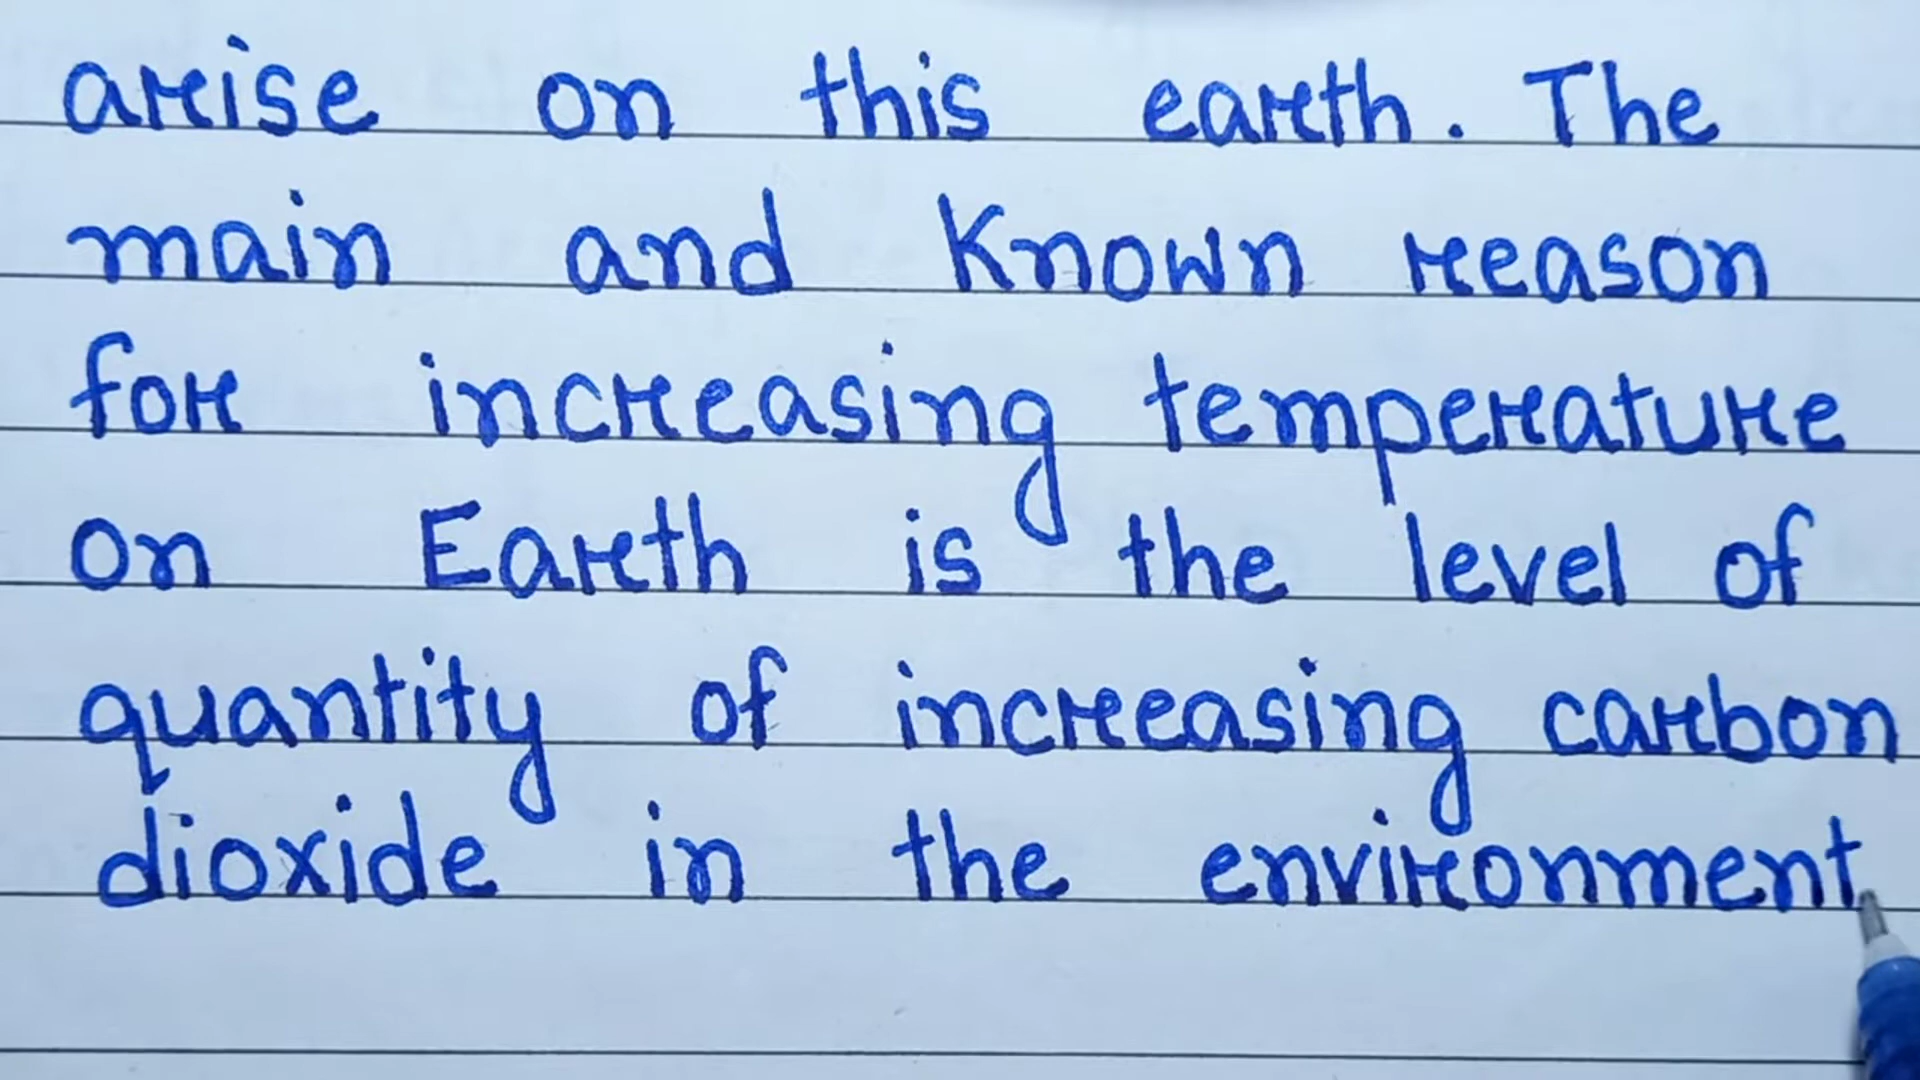 arise on this earth. The
main and Known reason
for increasing temperature
on Earth is the level of
quantity of increasing carbon
dioxide in the environment